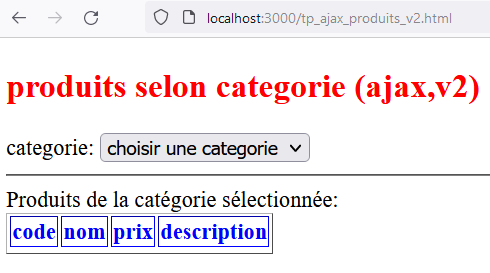 localhost:3000/tp_ajax_produits_v2.html
produits selon categorie (ajax,v2)
categorie: choisir une categorie
Produits de la catégorie sélectionnée:
code nom prix description